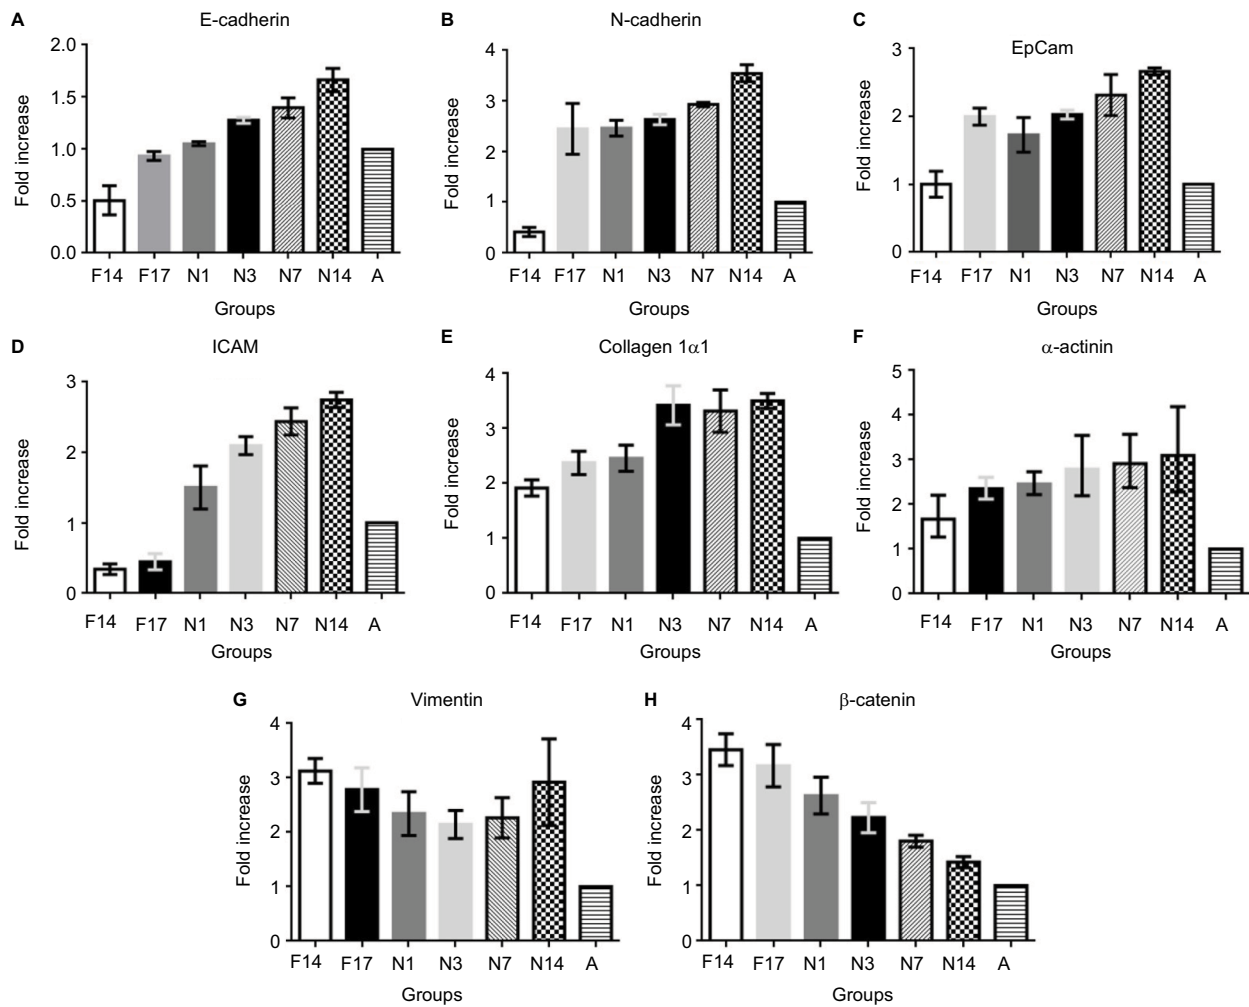 A
E-cadherin
Fold increase
2.0
1.5
1.0
0.5
0.0
F14 F17 N1 N3 N7 N14 A
Groups
B
N-cadherin
Fold increase
4
3
2
1
0
F14 F17 N1 N3 N7 N14 A
Groups
C
EpCam
Fold increase
3
2
1
0
F14 F17 N1 N3 N7 N14 A
Groups
D
ICAM
Fold increase
3
2
1
0
F14 F17 N1 N3 N7 N14 A
Groups
E
Collagen 1α1
Fold increase
4
3
2
1
0
F14 F17 N1 N3 N7 N14 A
Groups
F
α-actinin
Fold increase
5
4
3
2
1
0
F14 F17 N1 N3 N7 N14 A
Groups
G
Vimentin
Fold increase
4
3
2
1
0
F14 F17 N1 N3 N7 N14 A
Groups
H
β-catenin
Fold increase
4
3
2
1
0
F14 F17 N1 N3 N7 N14 A
Groups